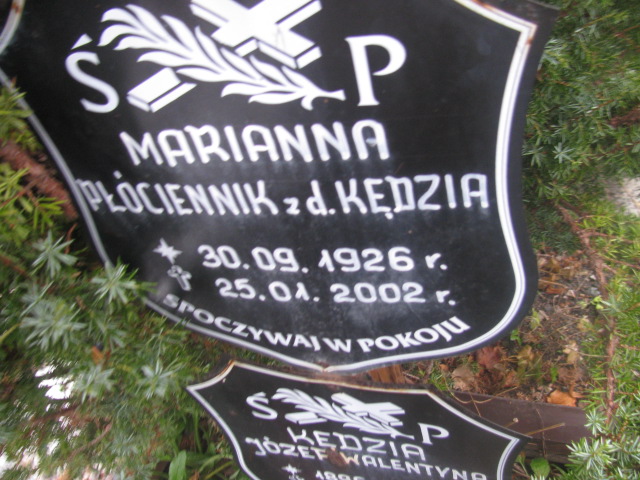 Ś P
MARIANNA
PŁÓCIENNIK z d. KĘDZIA
30.09.1926 r.
25.01.2002 r.
SPOCZYWAJ W POKOJU
Ś P
KĘDZIA
JÓZEF WALENTYNA